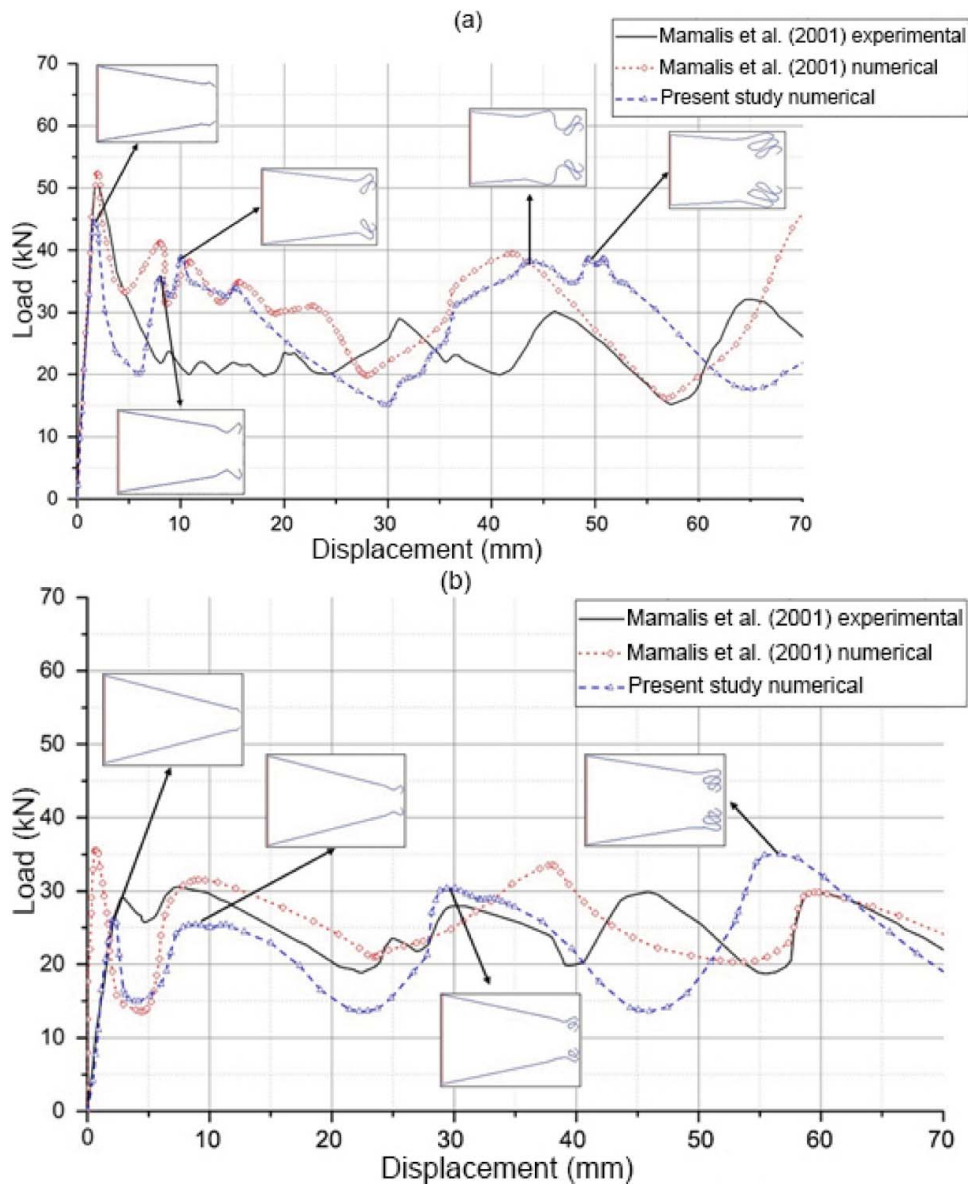 (a)
Mamalis et al. (2001) experimental
Mamalis et al. (2001) numerical
Present study numerical
70
60
50
40
30
20
10
0
Load (kN)
0 10 20 30 40 50 60 70
Displacement (mm)
(b)
Mamalis et al. (2001) experimental
Mamalis et al. (2001) numerical
Present study numerical
70
60
50
40
30
20
10
0
Load (kN)
0 10 20 30 40 50 60 70
Displacement (mm)